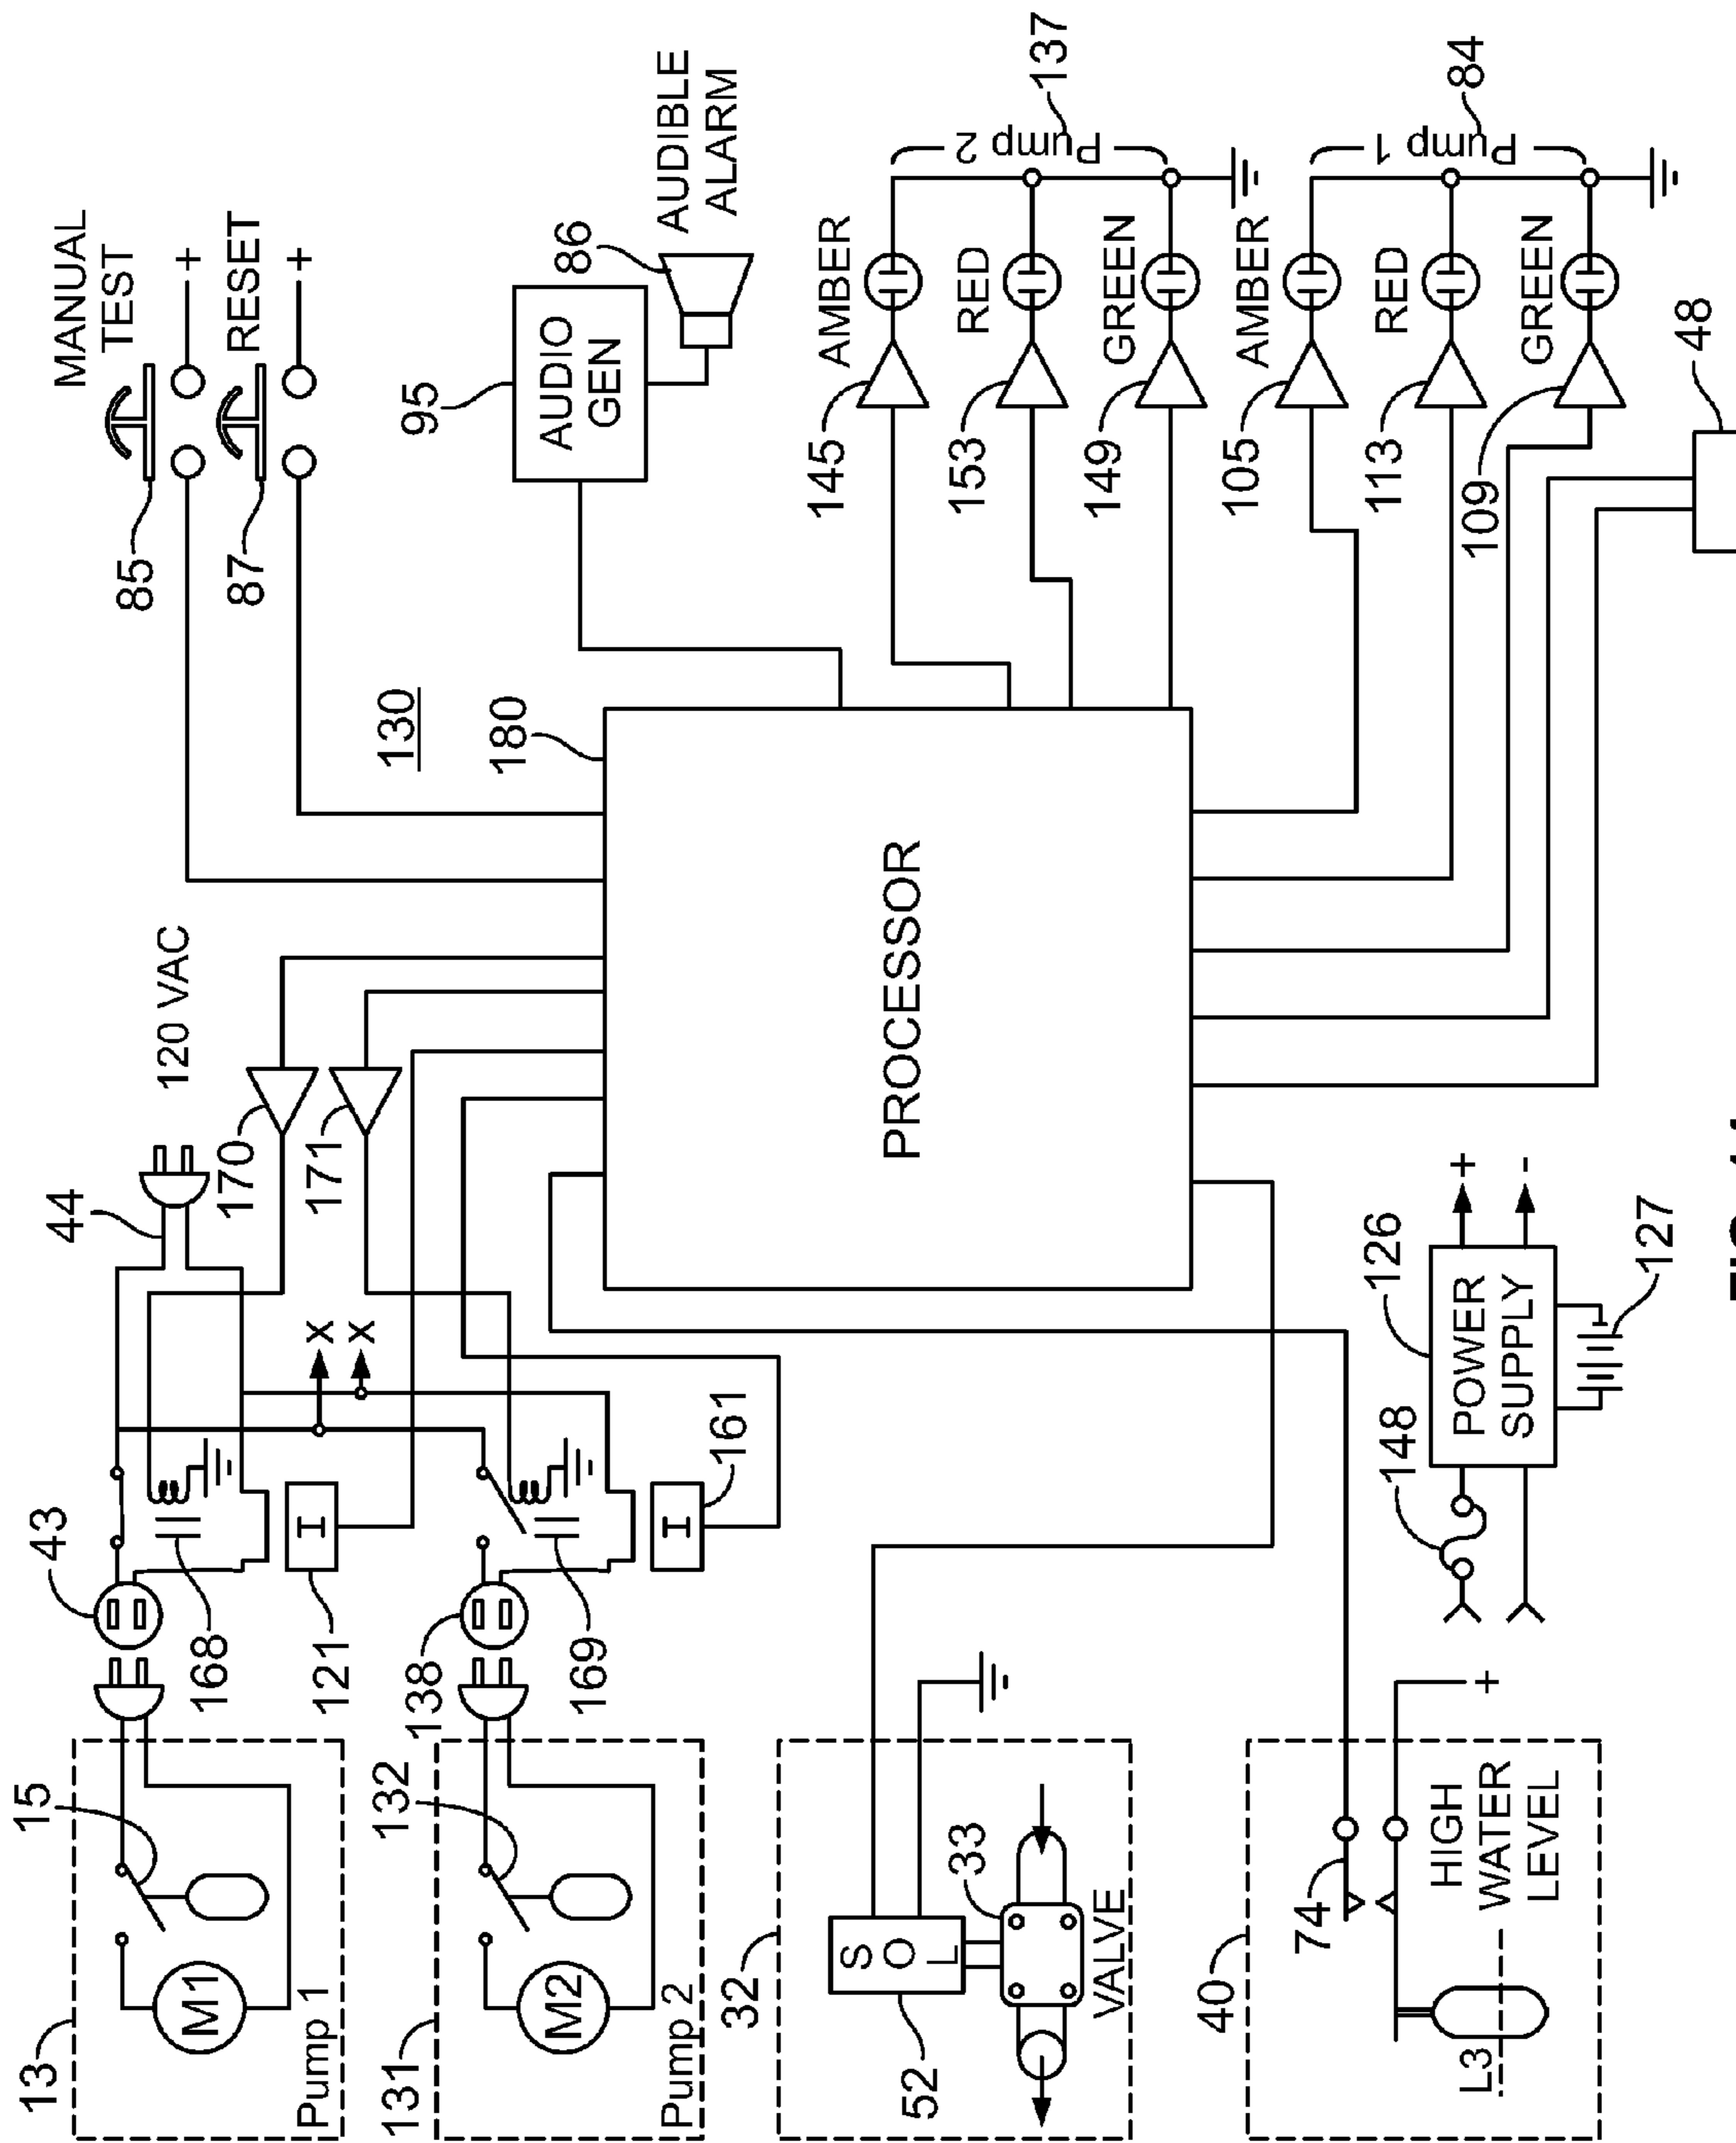 MANUAL
TEST
+
85
RESET
+
87
120 VAC
44
170
171
43
168
121
I
X
X
15
13
M1
Pump 1
138
169
161
I
132
131
M2
Pump 2
130
180
PROCESSOR
95
AUDIO
GEN
86
AUDIBLE
ALARM
145
AMBER
153
RED
149
GREEN
Pump 2
137
105
AMBER
113
RED
109
GREEN
Pump 1
84
48
32
SOL
52
33
VALVE
40
74
+
HIGH
WATER
LEVEL
L3
148
126
POWER
SUPPLY
+
-
127